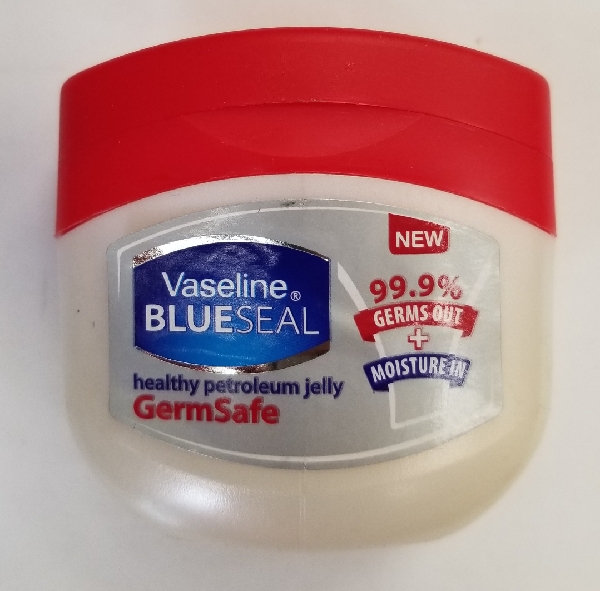 NEW
Vaseline®
BLUESEAL
healthy petroleum jelly
GermSafe
99.9%
GERMS OUT
+
MOISTURE IN